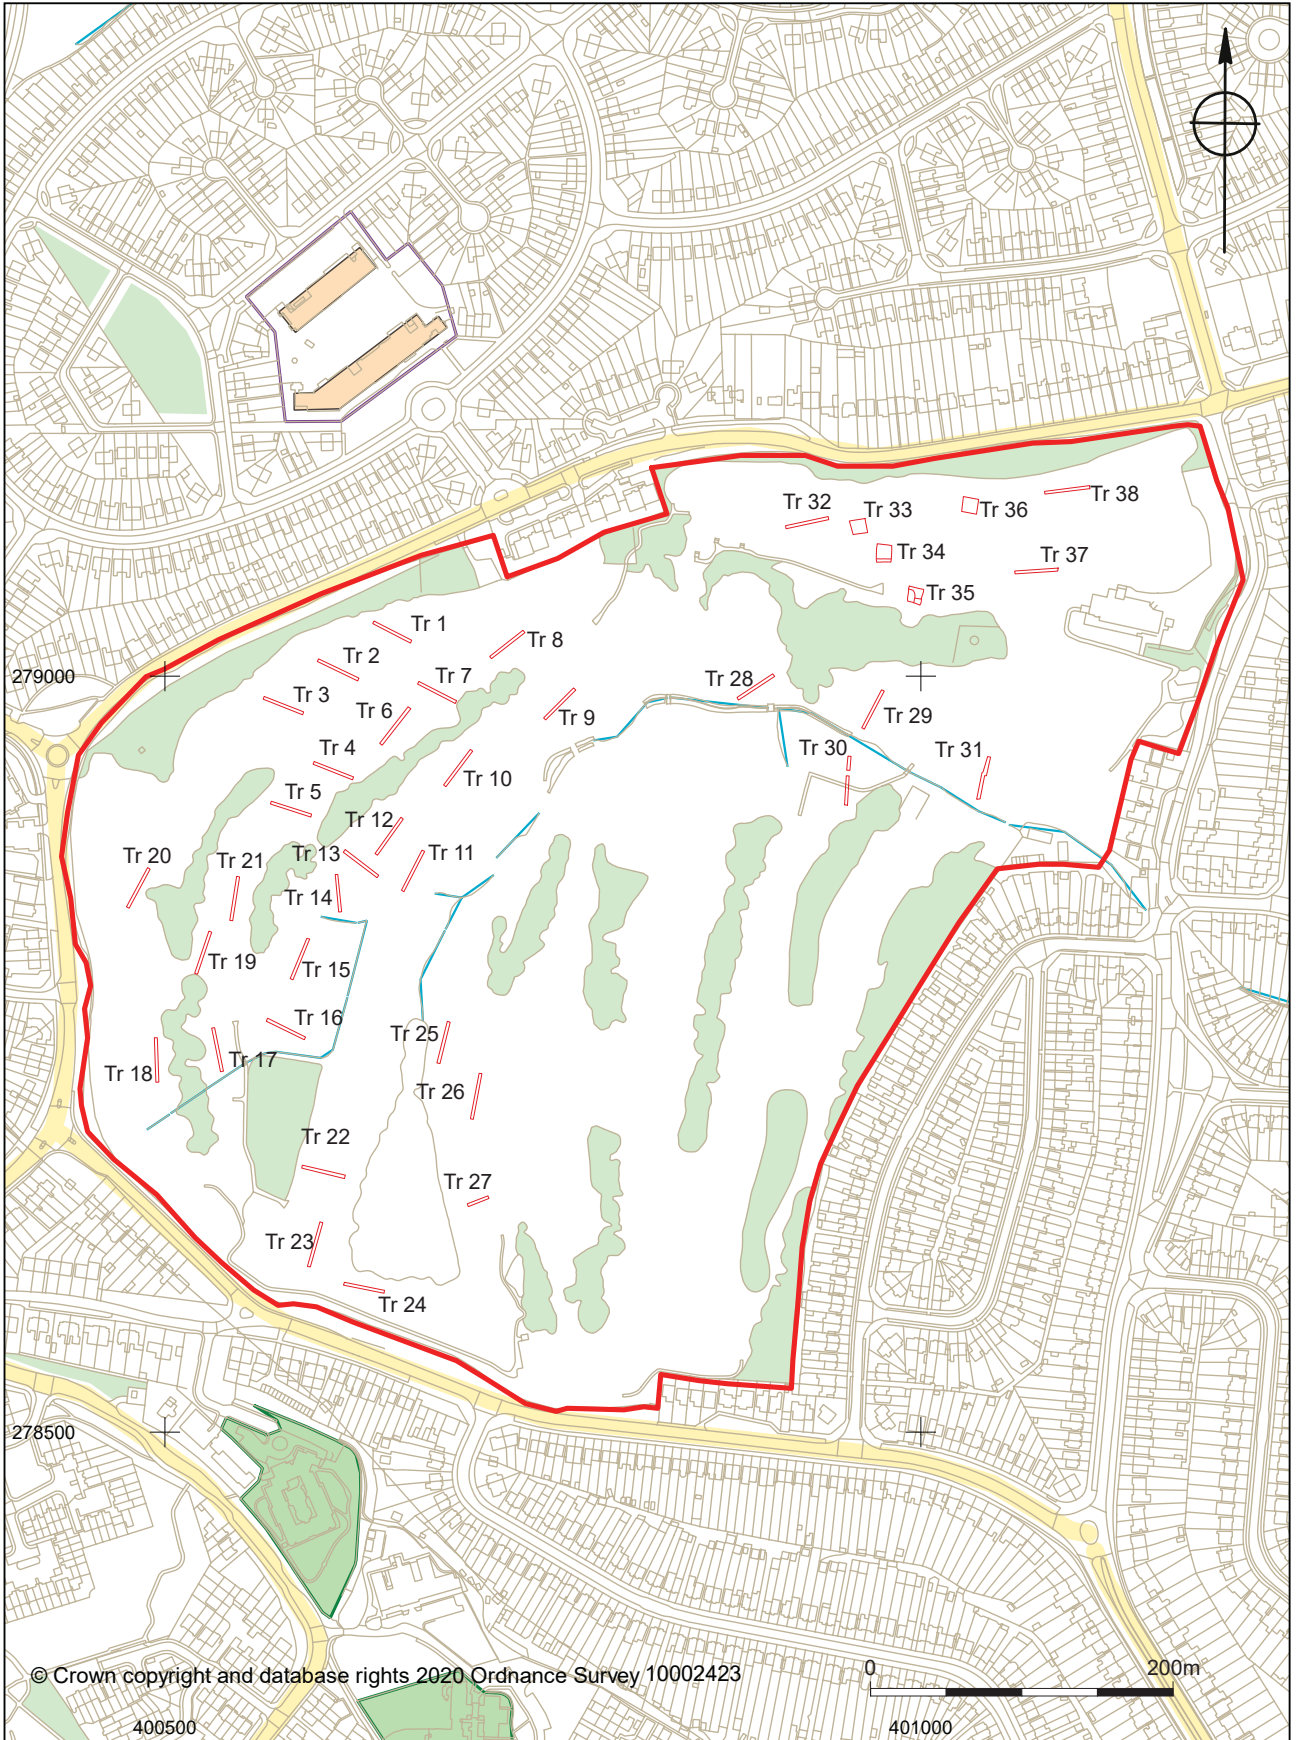 Tr 38
Tr 32
Tr 33
Tr 36
Tr 34
Tr 37
Tr 35
Tr 1
Tr 8
Tr 2
279000
Tr 7
Tr 28
Tr 3
Tr 6
Tr 9
Tr 29
Tr 30
Tr 31
Tr 4
Tr 10
Tr 5
Tr 12
Tr 20
Tr 21
Tr 13
Tr 11
Tr 14
Tr 19
Tr 15
Tr 16
Tr 25
Tr 17
Tr 18
Tr 26
Tr 22
Tr 27
Tr 23
Tr 24
278500
© Crown copyright and database rights 2020 Ordnance Survey 10002423
0 200m
400500 401000